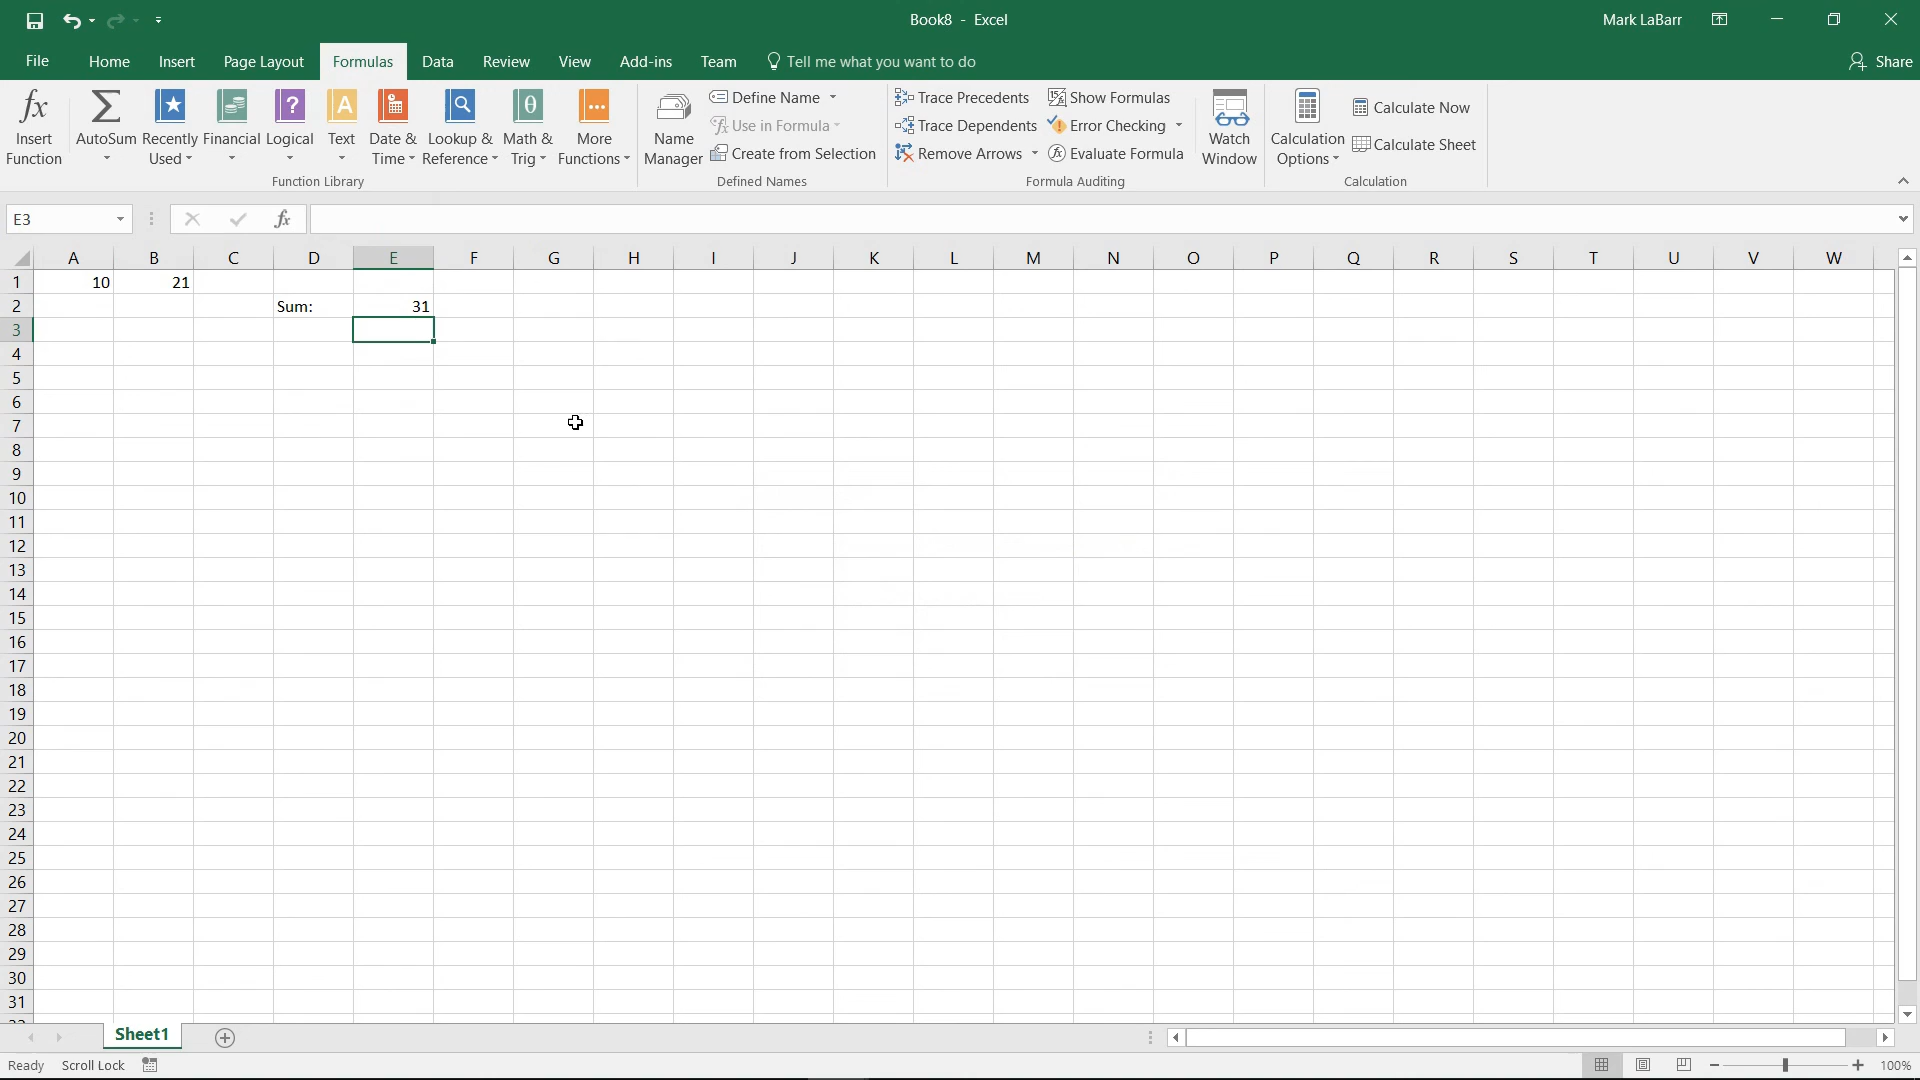 Book8 - Excel
Mark LaBarr
File Home Insert Page Layout Formulas Data Review View Add-ins Team Tell me what you want to do Share
fx Insert Function
Σ AutoSum
Recently Used
Financial
? Logical
A Text
Date & Time
Lookup & Reference
θ Math & Trig
More Functions
Function Library
Name Manager
Define Name
Use in Formula
Create from Selection
Defined Names
Trace Precedents
Trace Dependents
Remove Arrows
Show Formulas
Error Checking
Evaluate Formula
Formula Auditing
Watch Window
Calculation Options
Calculate Now
Calculate Sheet
Calculation
E3 fx
A B C D E F G H I J K L M N O P Q R S T U V W
1 10 21
2 Sum: 31
3
4
5
6
7
8
9
10
11
12
13
14
15
16
17
18
19
20
21
22
23
24
25
26
27
28
29
30
31
Sheet1
Ready Scroll Lock 100%